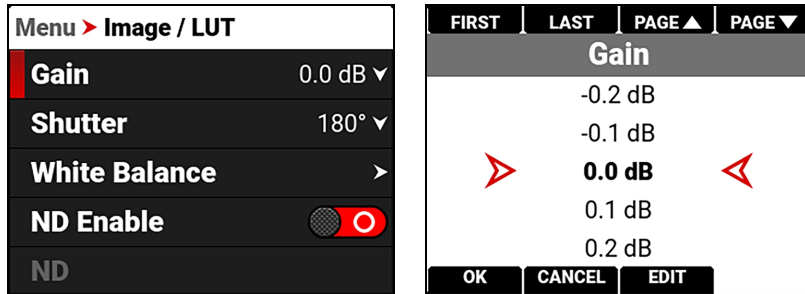 Menu > Image / LUT
Gain 0.0 dB
Shutter 180°
White Balance
ND Enable
ND
FIRST LAST PAGE▲ PAGE▼
Gain
-0.2 dB
-0.1 dB
0.0 dB
0.1 dB
0.2 dB
OK CANCEL EDIT